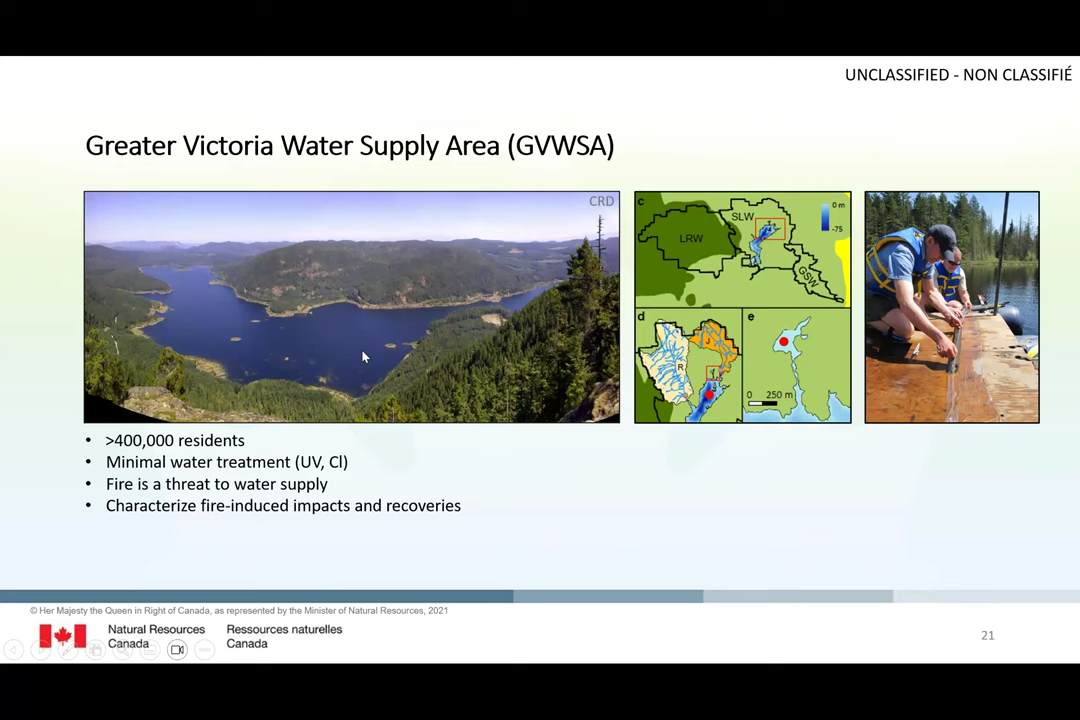 UNCLASSIFIED - NON CLASSIFIÉ
Greater Victoria Water Supply Area (GVWSA)
CRD
c
SLW
LRW
GSW
0 m
-75
d
R
J
e
0 250 m
• >400,000 residents
• Minimal water treatment (UV, Cl)
• Fire is a threat to water supply
• Characterize fire-induced impacts and recoveries
© Her Majesty the Queen in Right of Canada, as represented by the Minister of Natural Resources, 2021
Natural Resources
Canada
Ressources naturelles
Canada
21